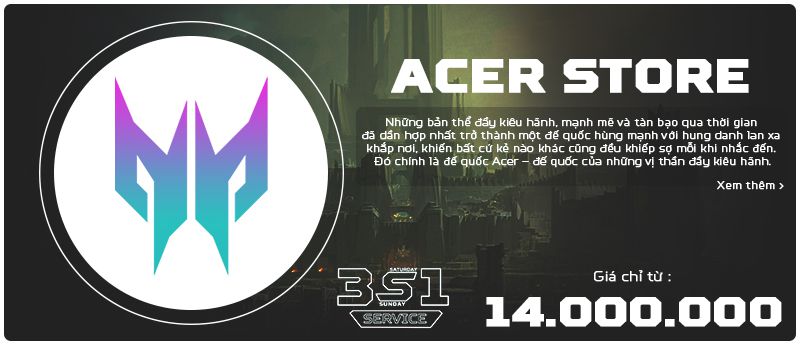 ACER STORE
Những bản thể đầy kiêu hãnh, mạnh mẽ và tàn bạo qua thời gian
đã dần hợp nhất trở thành một đế quốc hùng mạnh với hung danh lan xa
khắp nơi, khiến bất cứ kẻ nào khác cũng đều khiếp sợ mỗi khi nhắc đến.
Đó chính là đế quốc Acer – đế quốc của những vị thần đầy kiêu hãnh.
Xem thêm >
SATURDAY
3S1
SUNDAY
SERVICE
Giá chỉ từ :
14.000.000